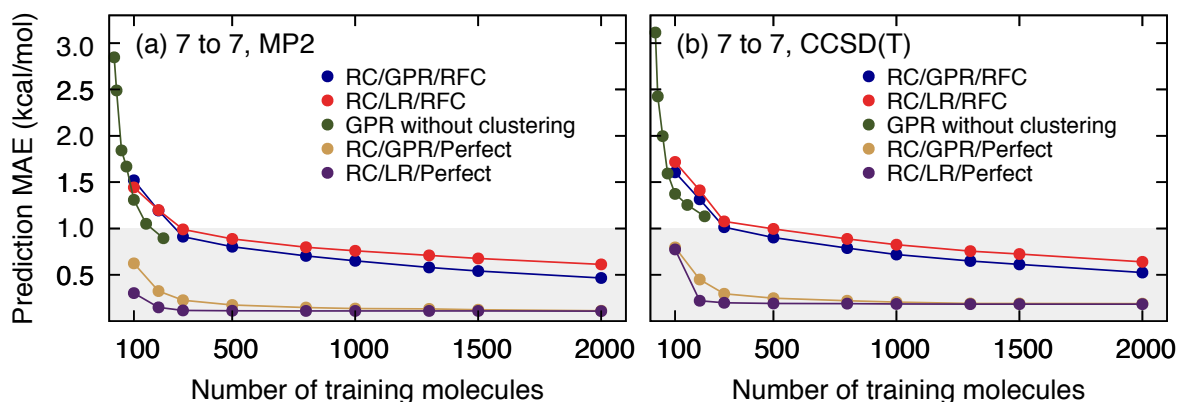 Prediction MAE (kcal/mol)
3.0
2.5
2.0
1.5
1.0
0.5
(a) 7 to 7, MP2
RC/GPR/RFC
RC/LR/RFC
GPR without clustering
RC/GPR/Perfect
RC/LR/Perfect
100 500 1000 1500 2000
Number of training molecules
(b) 7 to 7, CCSD(T)
RC/GPR/RFC
RC/LR/RFC
GPR without clustering
RC/GPR/Perfect
RC/LR/Perfect
100 500 1000 1500 2000
Number of training molecules